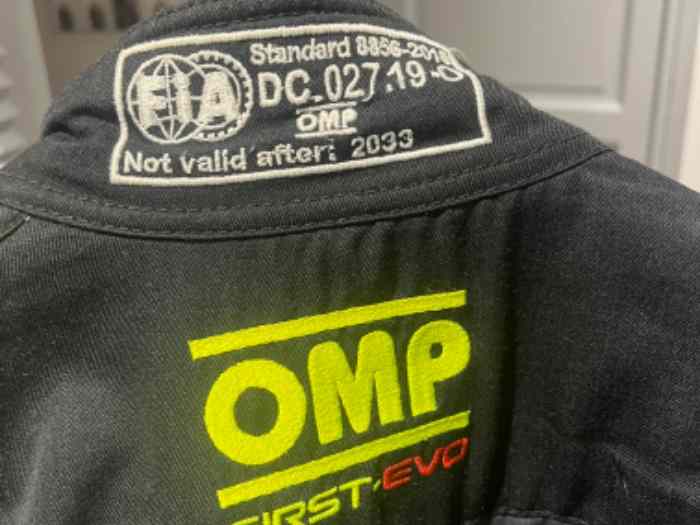 FIA
Standard 8856-2018
DC.027.19-D
OMP
Not valid after: 2033
OMP
FIRST-EVO